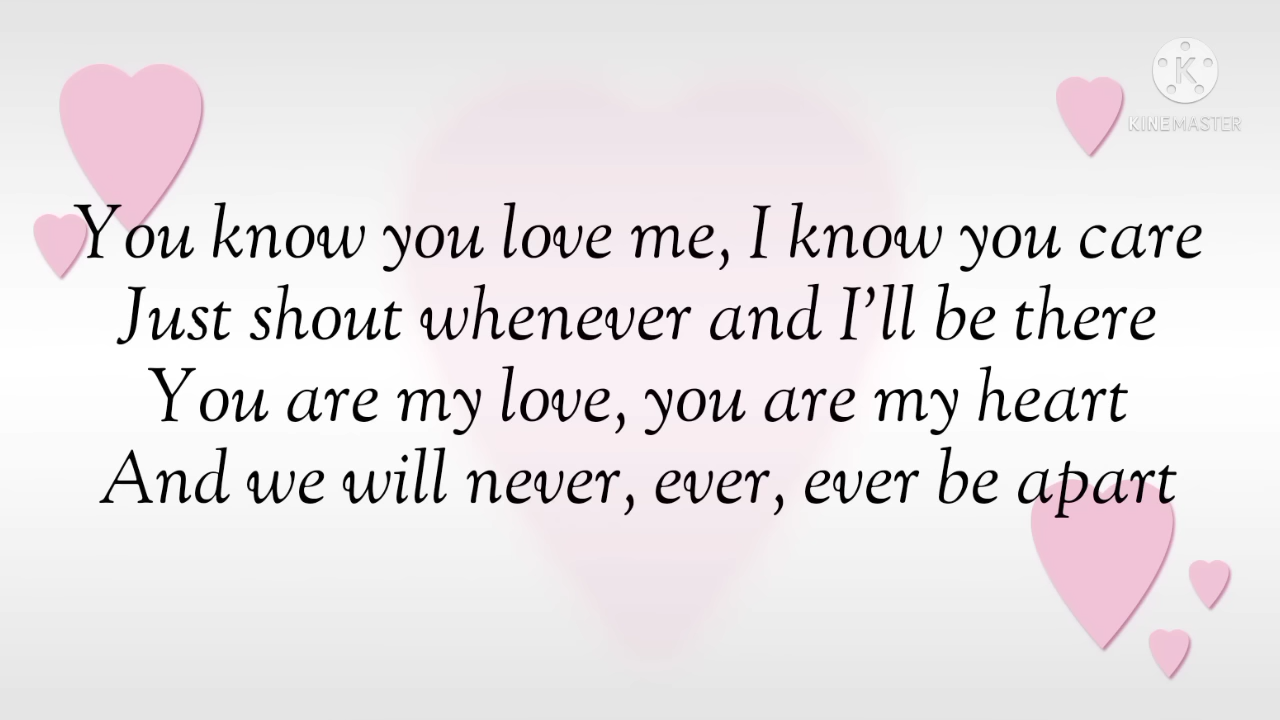 KINEMASTER
You know you love me, I know you care
Just shout whenever and I’ll be there
You are my love, you are my heart
And we will never, ever, ever be apart